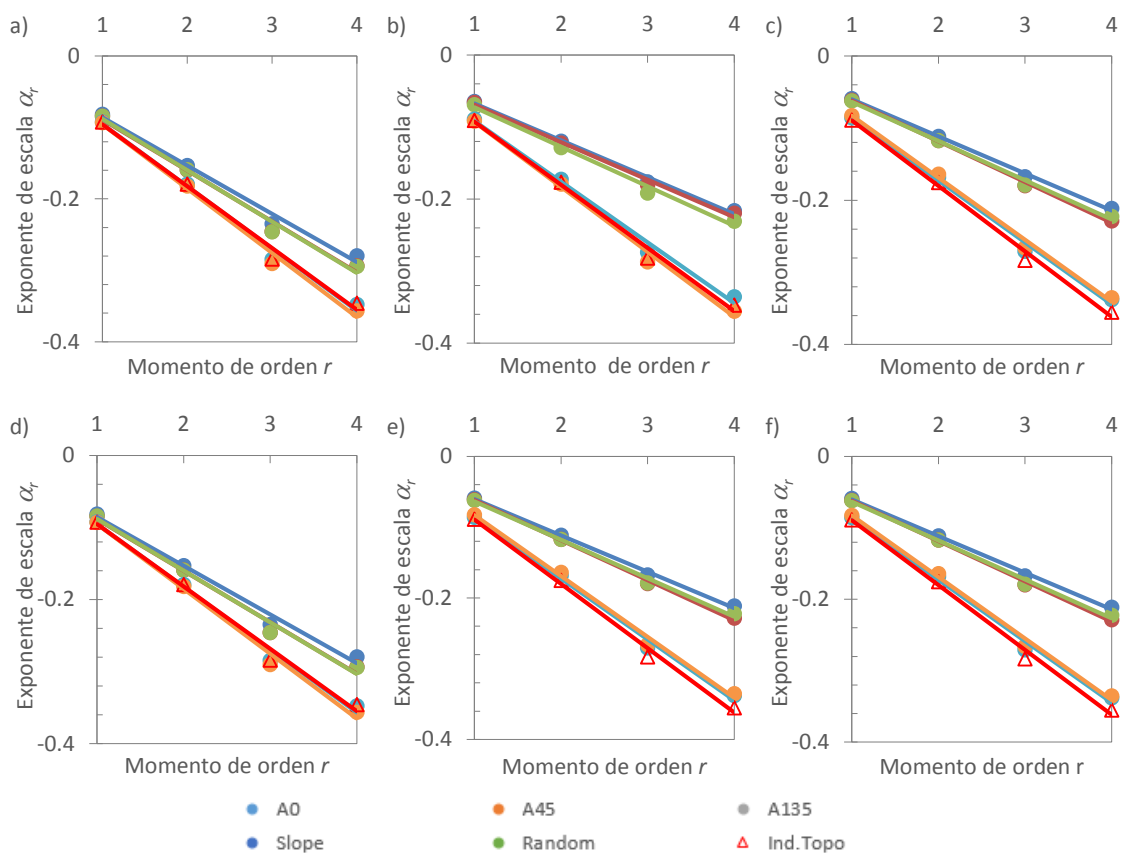 a)
1 2 3 4
0
-0.2
-0.4
Exponente de escala αr
Momento de orden r
b)
1 2 3 4
0
-0.2
-0.4
Exponente de escala αr
Momento de orden r
c)
1 2 3 4
0
-0.2
-0.4
Exponente de escala αr
Momento de orden r
d)
1 2 3 4
0
-0.2
-0.4
Exponente de escala αr
Momento de orden r
e)
1 2 3 4
0
-0.2
-0.4
Exponente de escala αr
Momento de orden r
f)
1 2 3 4
0
-0.2
-0.4
Exponente de escala αr
Momento de orden r
A0 A45 A135
Slope Random Ind.Topo